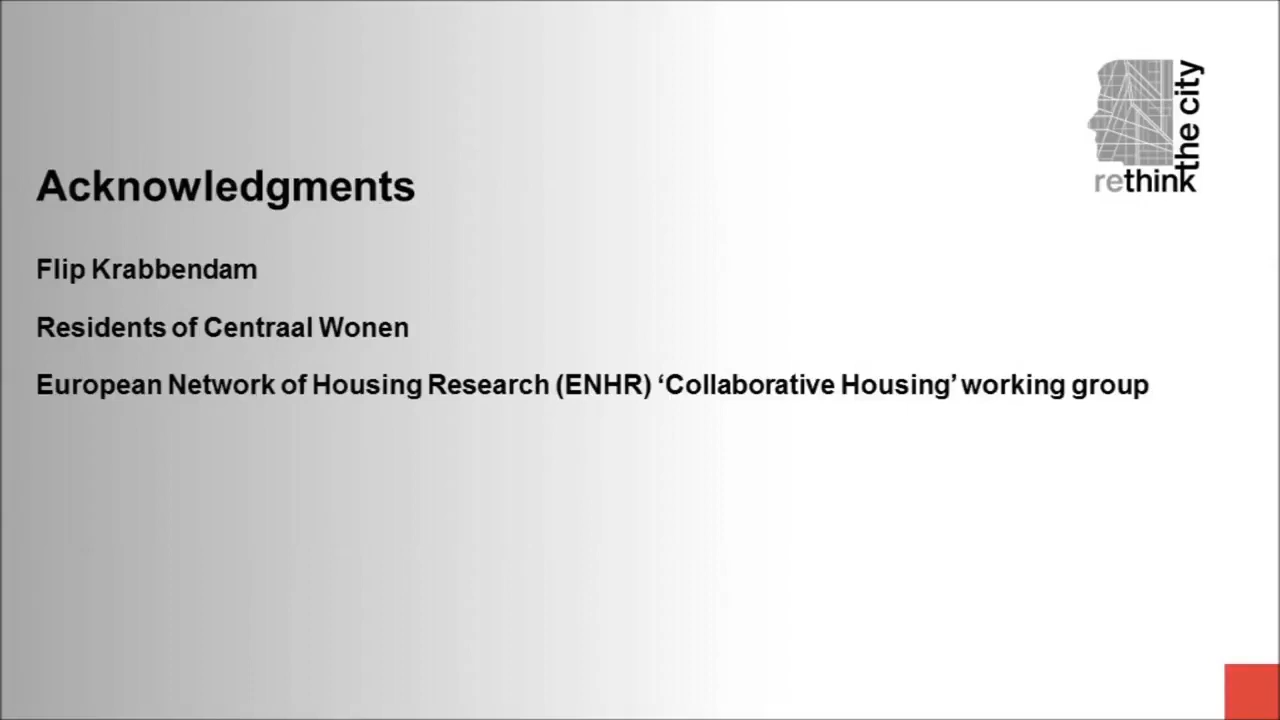 rethink
the city
Acknowledgments
Flip Krabbendam
Residents of Centraal Wonen
European Network of Housing Research (ENHR) ‘Collaborative Housing’ working group